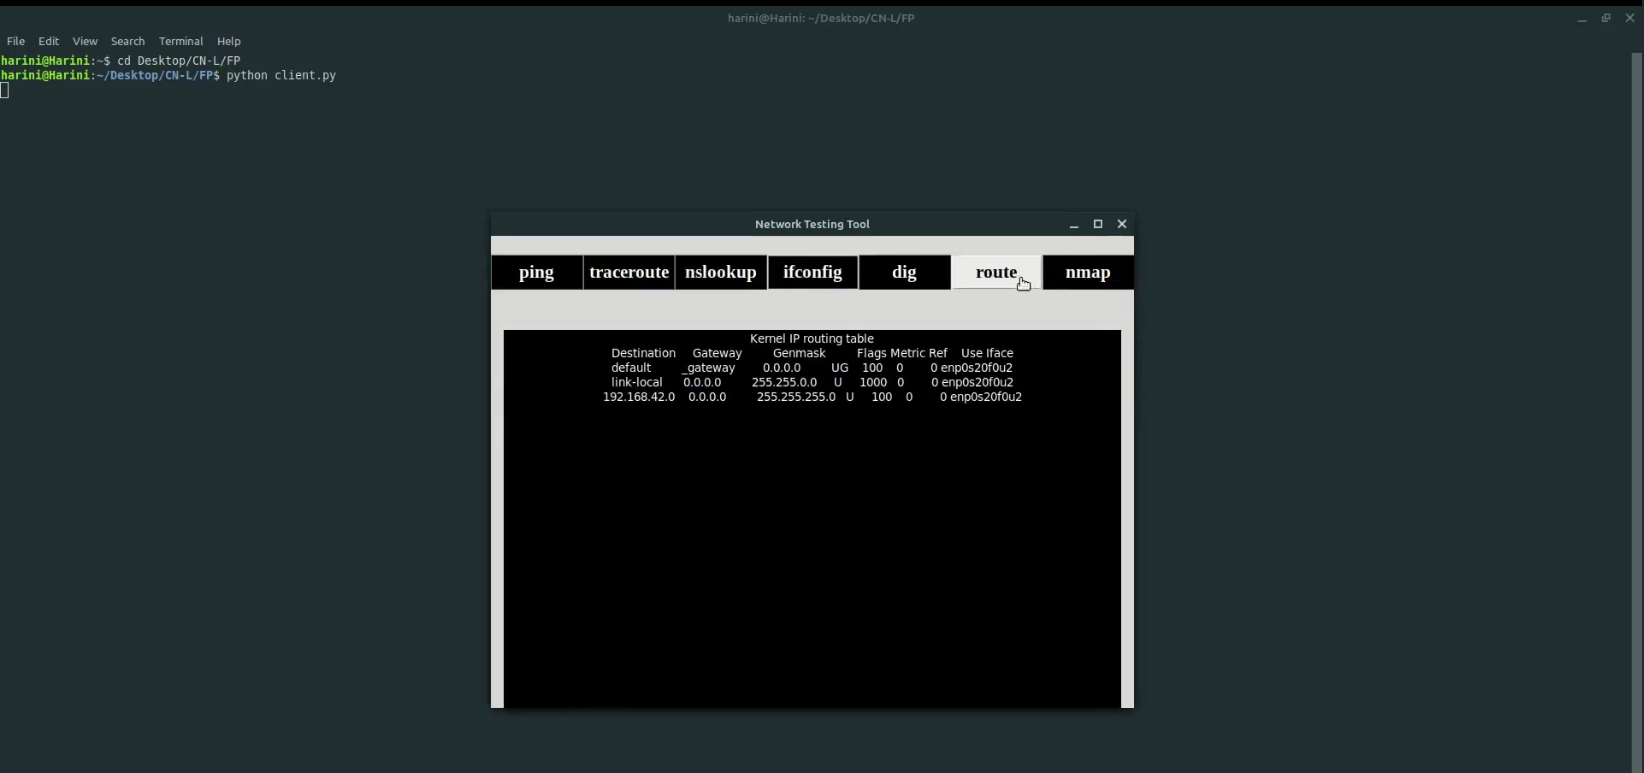 harini@Harini: ~/Desktop/CN-L/FP
File Edit View Search Terminal Help
harini@Harini:~$ cd Desktop/CN-L/FP
harini@Harini:~/Desktop/CN-L/FP$ python client.py
Network Testing Tool
ping traceroute nslookup ifconfig dig route nmap
Kernel IP routing table
Destination Gateway Genmask Flags Metric Ref Use Iface
default _gateway 0.0.0.0 UG 100 0 0 enp0s20f0u2
link-local 0.0.0.0 255.255.0.0 U 1000 0 0 enp0s20f0u2
192.168.42.0 0.0.0.0 255.255.255.0 U 100 0 0 enp0s20f0u2